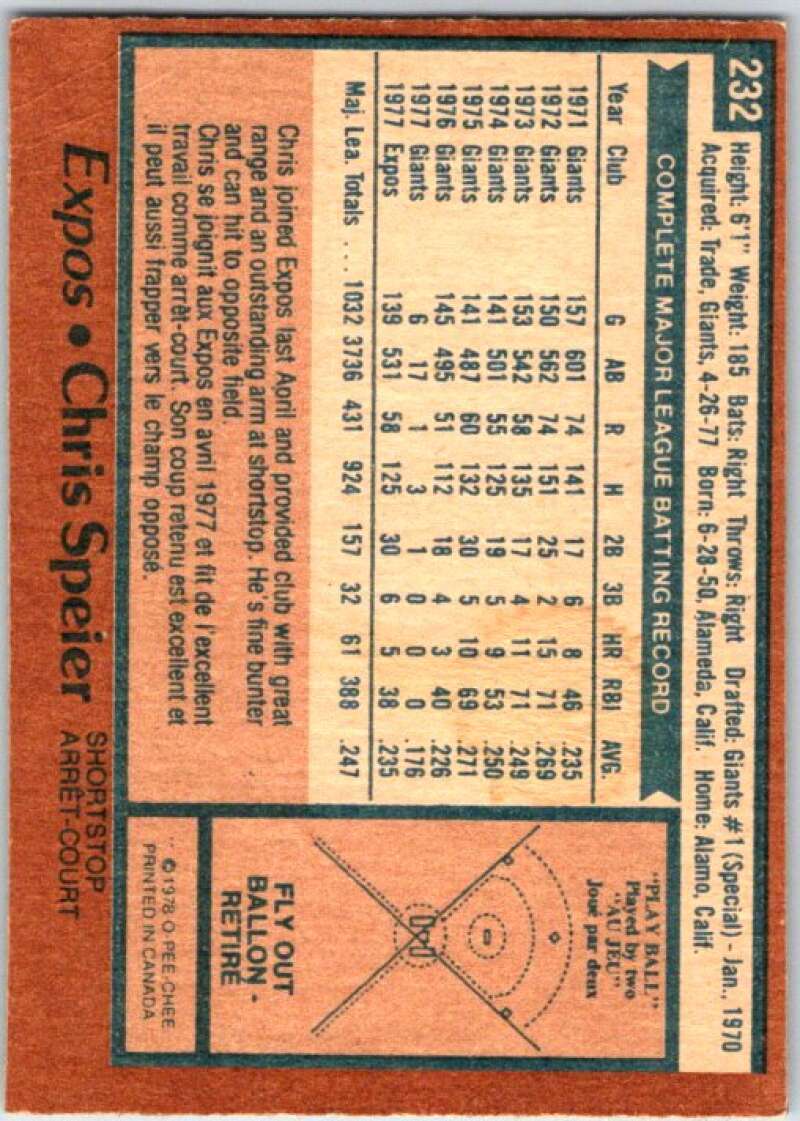 232
Height: 6'1" Weight: 185 Bats: Right Throws: Right Drafted: Giants #1 (Special) - Jan., 1970
Acquired: Trade, Giants, 4-26-77 Born: 6-28-50, Alameda, Calif. Home: Alamo, Calif.
COMPLETE MAJOR LEAGUE BATTING RECORD
Year Club G AB R H 2B 3B HR RBI AVG.
1971 Giants 157 601 74 141 17 6 8 46 .235
1972 Giants 150 562 74 151 25 2 15 71 .269
1973 Giants 153 542 58 135 17 4 11 71 .249
1974 Giants 141 501 55 125 19 5 9 53 .250
1975 Giants 141 487 60 132 30 5 10 69 .271
1976 Giants 145 495 51 112 18 4 3 40 .226
1977 Giants 6 17 1 3 1 0 0 0 .176
1977 Expos 139 531 58 125 30 6 5 38 .235
Maj. Lea. Totals ... 1032 3736 431 924 157 32 61 388 .247
Chris joined Expos last April and provided club with great
range and an outstanding arm at shortstop. He's fine bunter
and can hit to opposite field.
Chris se joignit aux Expos en avril 1977 et fit de l'excellent
travail comme arrêt-court. Son coup retenu est excellent et
il peut aussi frapper vers le champ opposé.
"PLAY BALL"
Played by two
"AU JEU"
Joué par deux
FLY OUT
BALLON -
RETIRÉ
** ©1978 O-PEE-CHEE
PRINTED IN CANADA
Expos • Chris Speier
SHORTSTOP
ARRÊT-COURT